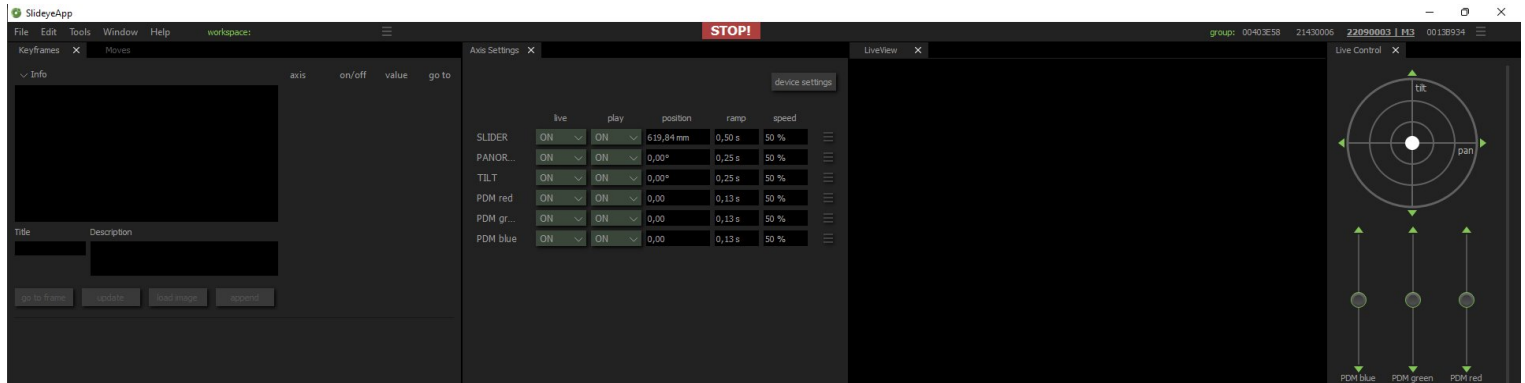 SlideyeApp
File Edit Tools Window Help workspace: STOP! group: 00403E58 21430006 22090003 | M3 0013B934
Keyframes X Moves
Info axis on/off value go to
Title Description
go to frame update load image append
Axis Settings X
device settings
live play position ramp speed
SLIDER ON ON 619,84 mm 0,50 s 50 %
PANOR... ON ON 0,00° 0,25 s 50 %
TILT ON ON 0,00° 0,25 s 50 %
PDM red ON ON 0,00 0,13 s 50 %
PDM gr... ON ON 0,00 0,13 s 50 %
PDM blue ON ON 0,00 0,13 s 50 %
LiveView X
Live Control X
tilt
pan
PDM blue PDM green PDM red